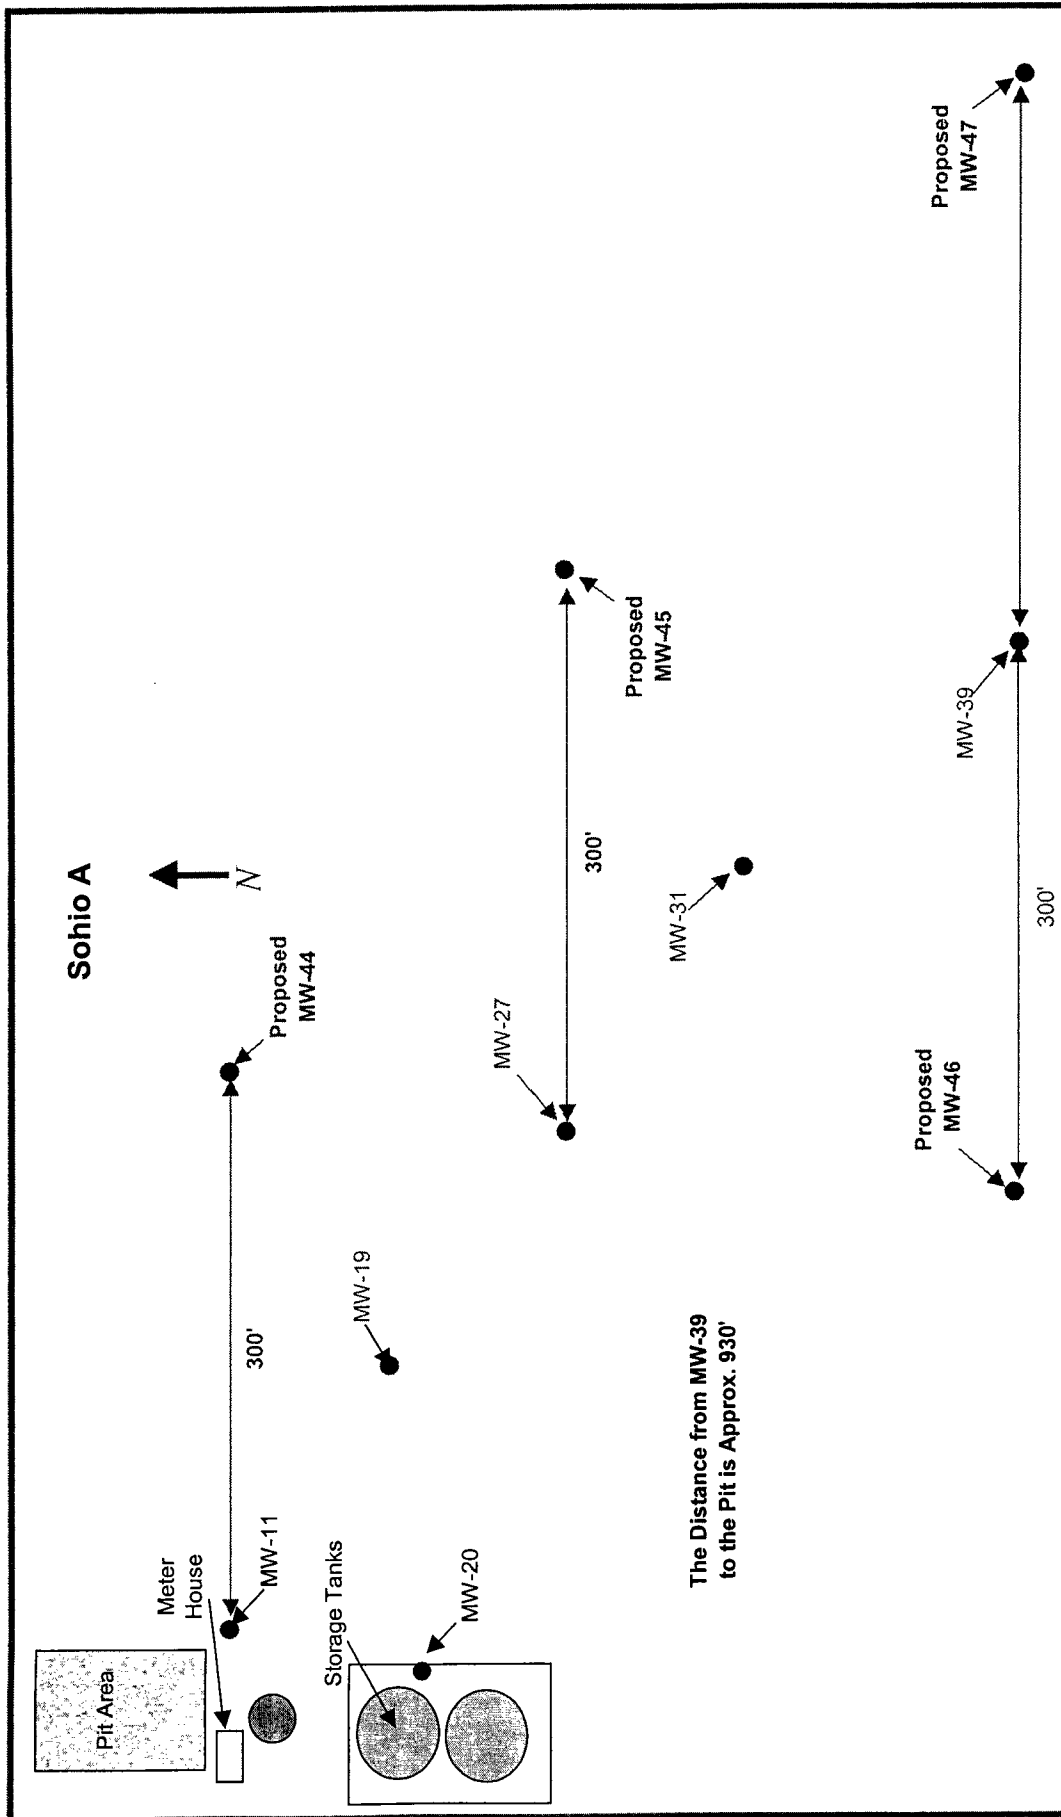 Sohio A
N
Pit Area
Meter
House
MW-11
300'
Proposed
MW-44
Storage Tanks
MW-20
MW-19
MW-27
300'
Proposed
MW-45
MW-31
The Distance from MW-39
to the Pit is Approx. 930'
Proposed
MW-46
300'
MW-39
Proposed
MW-47